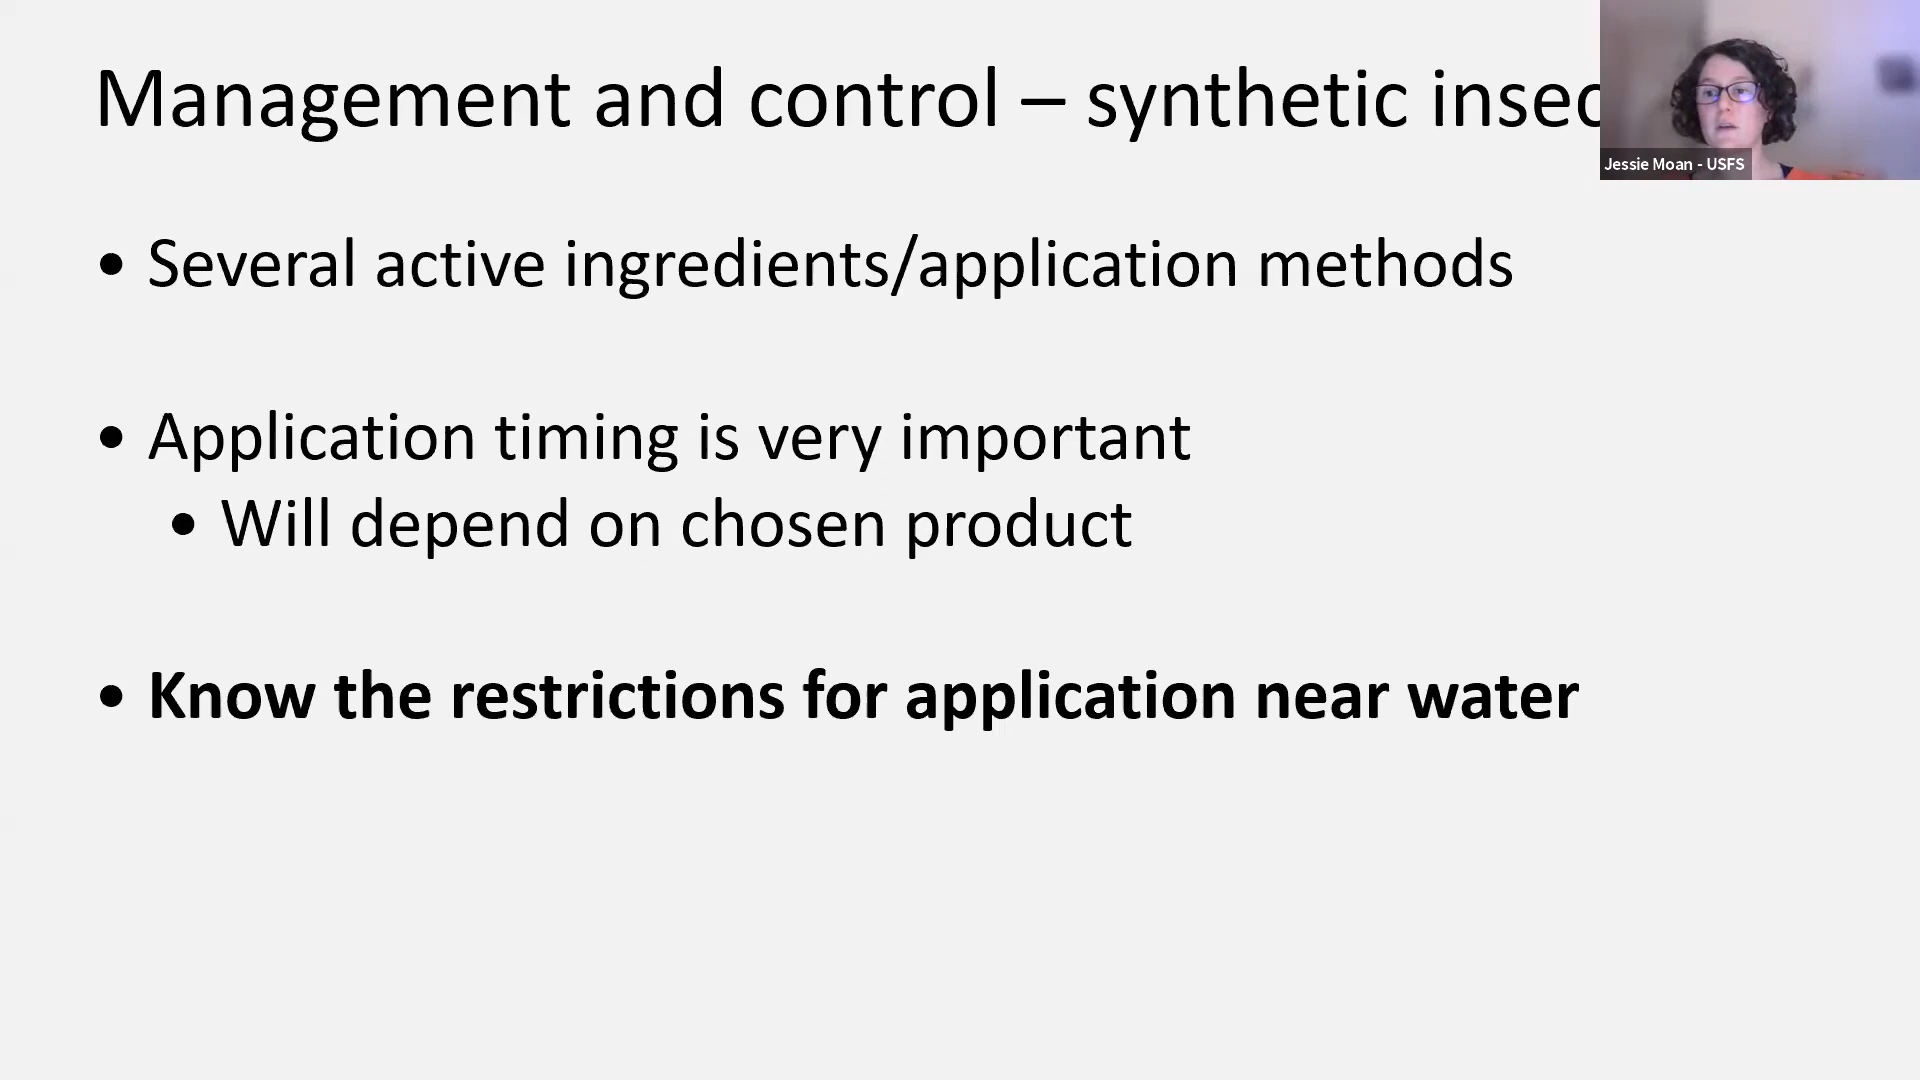 Management and control – synthetic insec
Jessie Moan - USFS
• Several active ingredients/application methods
• Application timing is very important
• Will depend on chosen product
• Know the restrictions for application near water